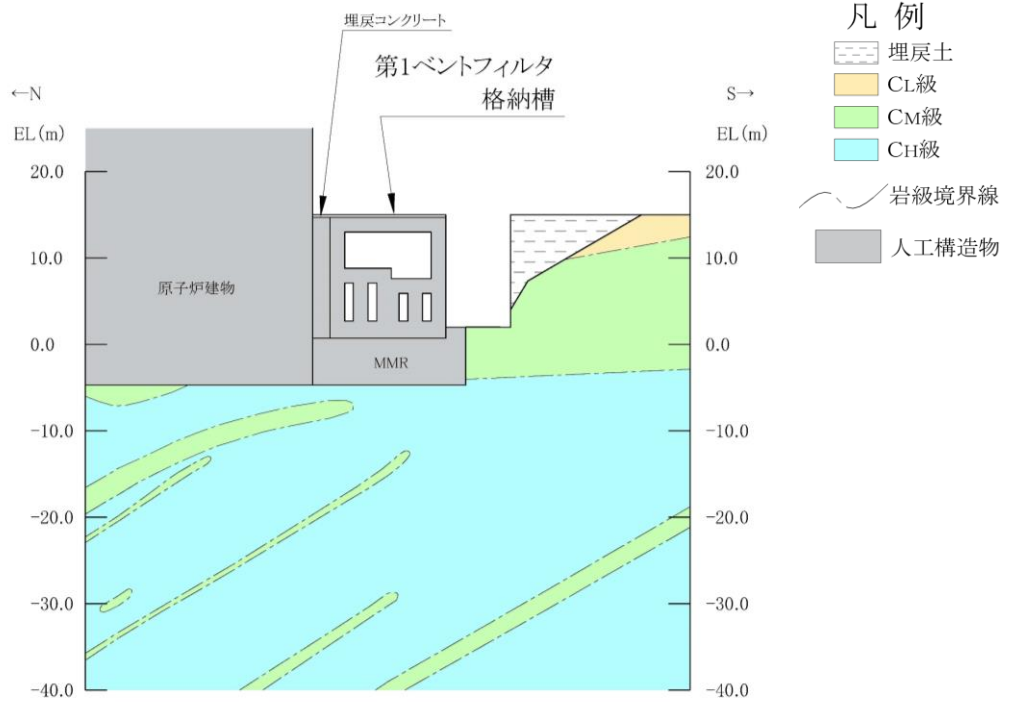 埋戻コンクリート
第1ベントフィルタ
格納槽
←N
S→
EL(m)
EL(m)
20.0
20.0
10.0
10.0
0.0
0.0
-10.0
-10.0
-20.0
-20.0
-30.0
-30.0
-40.0
-40.0
原子炉建物
MMR
凡 例
埋戻土
CL級
CM級
CH級
岩級境界線
人工構造物